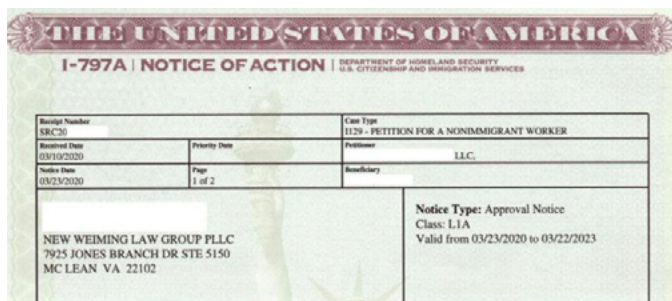 THE UNITED STATES OF AMERICA
I-797A | NOTICE OF ACTION | DEPARTMENT OF HOMELAND SECURITY
U.S. CITIZENSHIP AND IMMIGRATION SERVICES
Receipt Number
SRC20
Case Type
I129 - PETITION FOR A NONIMMIGRANT WORKER
Received Date
03/10/2020
Priority Date
Petitioner
LLC,
Notice Date
03/23/2020
Page
1 of 2
Beneficiary
NEW WEIMING LAW GROUP PLLC
7925 JONES BRANCH DR STE 5150
MC LEAN VA 22102
Notice Type: Approval Notice
Class: L1A
Valid from 03/23/2020 to 03/22/2023